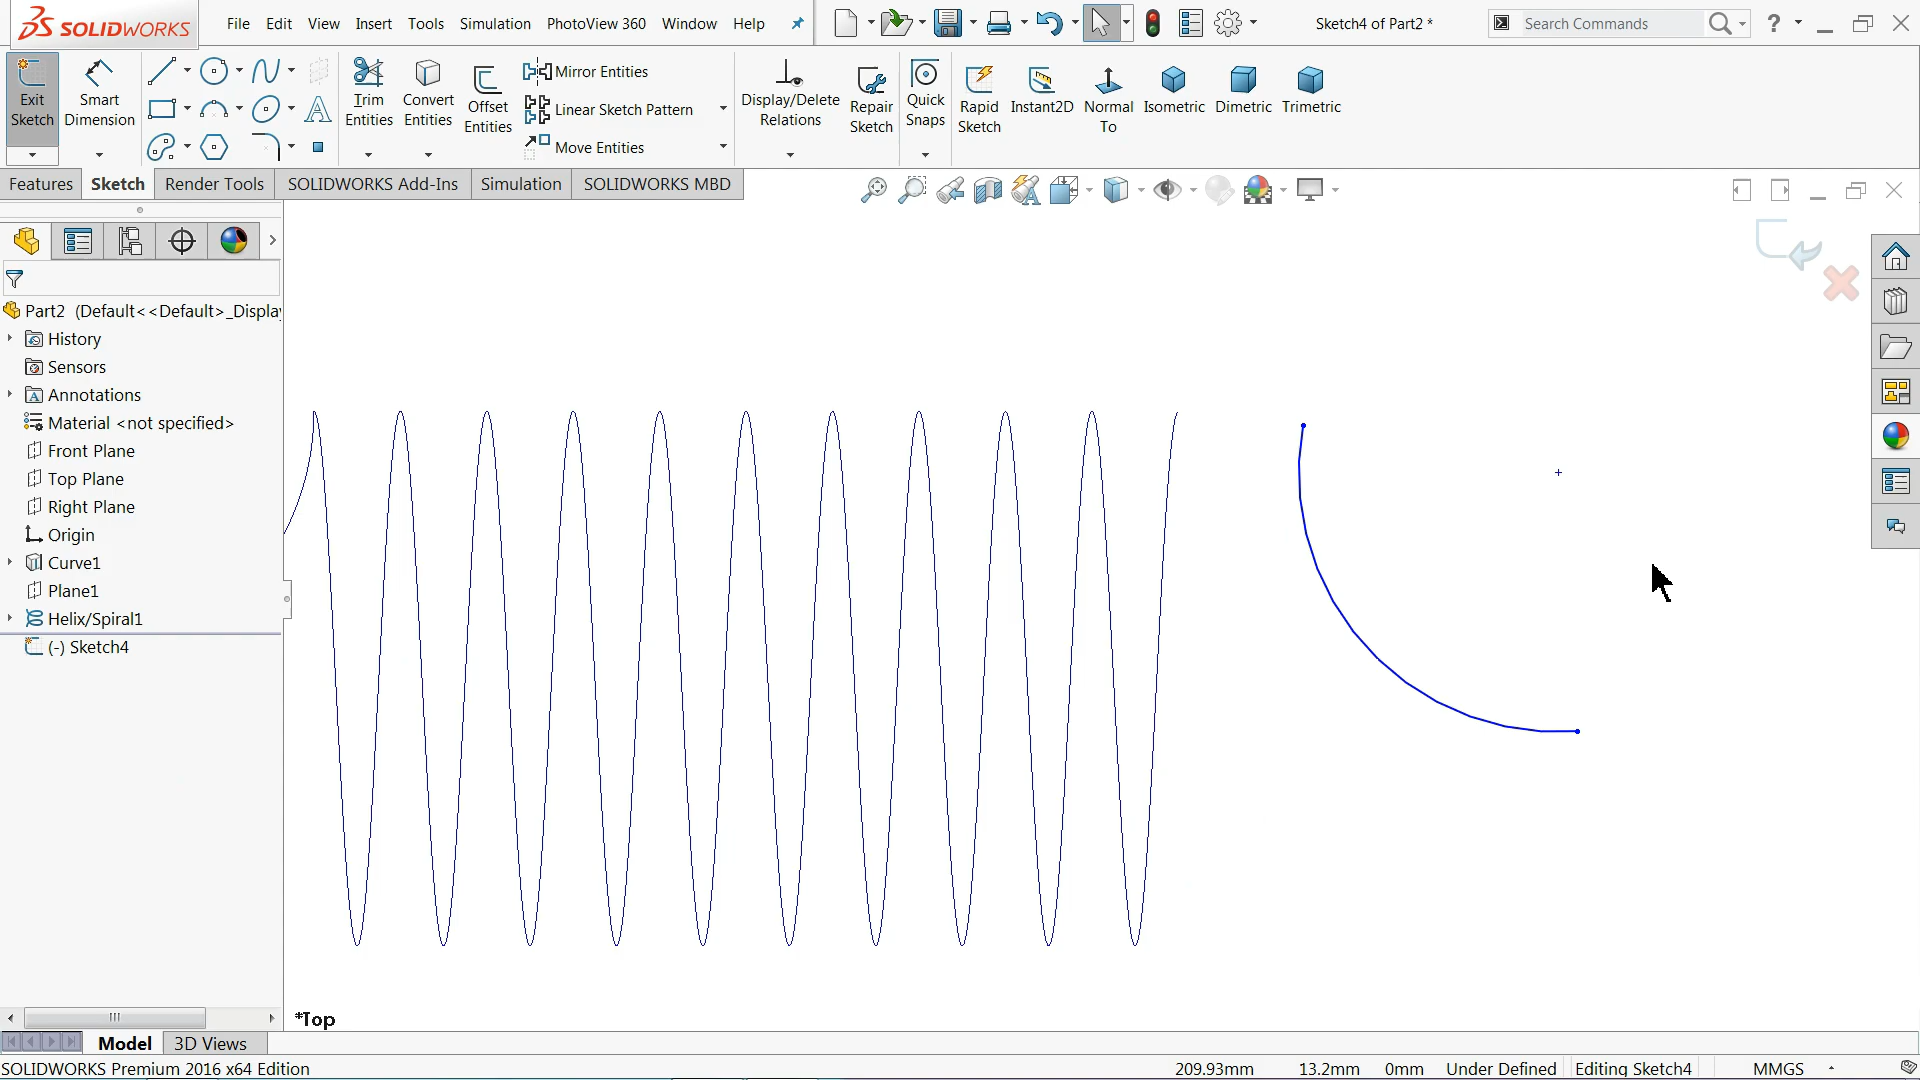 SOLIDWORKS
File Edit View Insert Tools Simulation PhotoView 360 Window Help
Sketch4 of Part2 *
Search Commands
?
Exit Sketch
Smart Dimension
Trim Entities
Convert Entities
Offset Entities
Mirror Entities
Linear Sketch Pattern
Move Entities
Display/Delete Relations
Repair Sketch
Quick Snaps
Rapid Sketch
Instant2D
Normal To
Isometric
Dimetric
Trimetric
Features Sketch Render Tools SOLIDWORKS Add-Ins Simulation SOLIDWORKS MBD
Part2 (Default<<Default>_Display
History
Sensors
Annotations
Material <not specified>
Front Plane
Top Plane
Right Plane
Origin
Curve1
Plane1
Helix/Spiral1
(-) Sketch4
*Top
Model 3D Views
SOLIDWORKS Premium 2016 x64 Edition 209.93mm 13.2mm 0mm Under Defined Editing Sketch4 MMGS